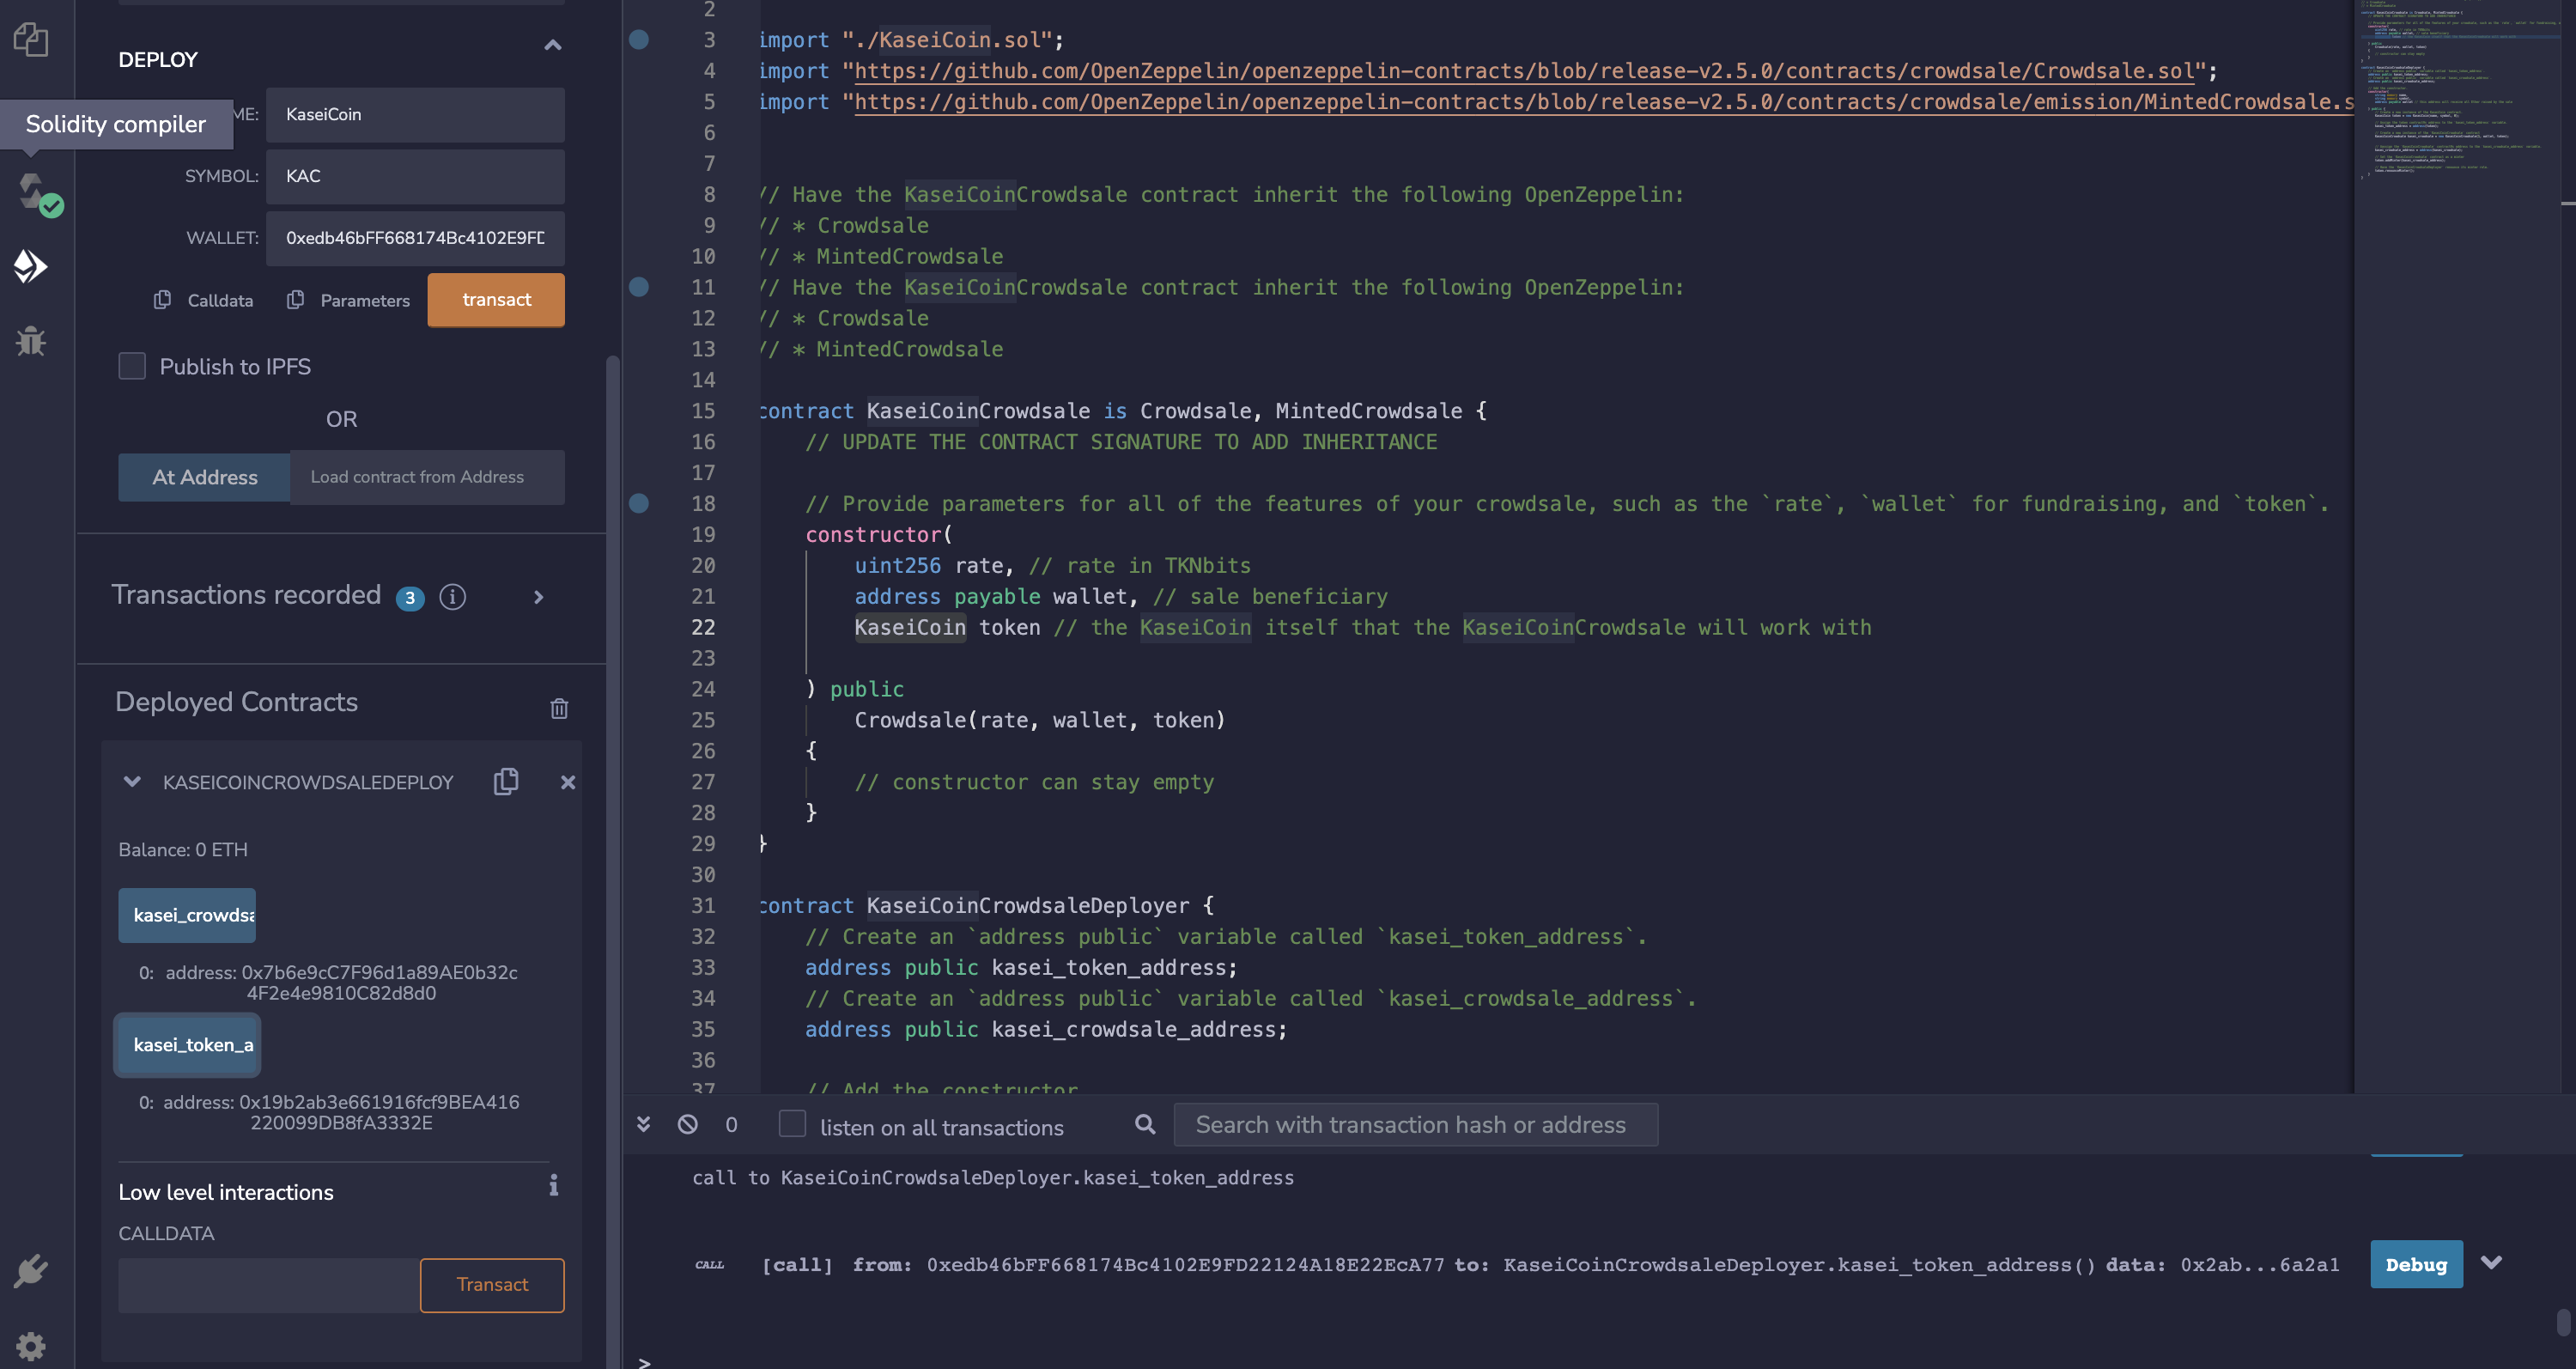 DEPLOY
Solidity compiler
ME:
KaseiCoin
SYMBOL:
KAC
WALLET:
0xedb46bFF668174Bc4102E9FD
Calldata
Parameters
transact
Publish to IPFS
OR
At Address
Load contract from Address
Transactions recorded 3
Deployed Contracts
KASEICOINCROWDSALEDEPLOY
Balance: 0 ETH
kasei_crowdsa
0: address: 0x7b6e9cC7F96d1a89AE0b32c
4F2e4e9810C82d8d0
kasei_token_a
0: address: 0x19b2ab3e661916fcf9BEA416
220099DB8fA3332E
Low level interactions
CALLDATA
Transact
2
3 import "./KaseiCoin.sol";
4 import "https://github.com/OpenZeppelin/openzeppelin-contracts/blob/release-v2.5.0/contracts/crowdsale/Crowdsale.sol";
5 import "https://github.com/OpenZeppelin/openzeppelin-contracts/blob/release-v2.5.0/contracts/crowdsale/emission/MintedCrowdsale.s
6
7
8 // Have the KaseiCoinCrowdsale contract inherit the following OpenZeppelin:
9 // * Crowdsale
10 // * MintedCrowdsale
11 // Have the KaseiCoinCrowdsale contract inherit the following OpenZeppelin:
12 // * Crowdsale
13 // * MintedCrowdsale
14
15 contract KaseiCoinCrowdsale is Crowdsale, MintedCrowdsale {
16 // UPDATE THE CONTRACT SIGNATURE TO ADD INHERITANCE
17
18 // Provide parameters for all of the features of your crowdsale, such as the `rate`, `wallet` for fundraising, and `token`.
19 constructor(
20 uint256 rate, // rate in TKNbits
21 address payable wallet, // sale beneficiary
22 KaseiCoin token // the KaseiCoin itself that the KaseiCoinCrowdsale will work with
23
24 ) public
25 Crowdsale(rate, wallet, token)
26 {
27 // constructor can stay empty
28 }
29 }
30
31 contract KaseiCoinCrowdsaleDeployer {
32 // Create an `address public` variable called `kasei_token_address`.
33 address public kasei_token_address;
34 // Create an `address public` variable called `kasei_crowdsale_address`.
35 address public kasei_crowdsale_address;
36
37 // Add the constructor.
0
listen on all transactions
Search with transaction hash or address
call to KaseiCoinCrowdsaleDeployer.kasei_token_address
CALL [call] from: 0xedb46bFF668174Bc4102E9FD22124A18E22EcA77 to: KaseiCoinCrowdsaleDeployer.kasei_token_address() data: 0x2ab...6a2a1
Debug
>